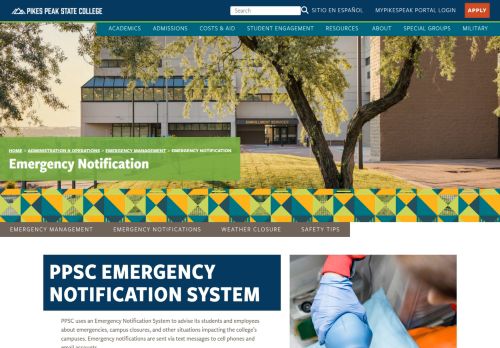 PIKES PEAK STATE COLLEGE
Search
SITIO EN ESPAÑOL
MYPIKESPEAK PORTAL LOGIN
APPLY
ACADEMICS ADMISSIONS COSTS & AID STUDENT ENGAGEMENT RESOURCES ABOUT SPECIAL GROUPS MILITARY
ENROLLMENT SERVICES
HOME > ADMINISTRATION & OPERATIONS > EMERGENCY MANAGEMENT > EMERGENCY NOTIFICATION
Emergency Notification
EMERGENCY MANAGEMENT EMERGENCY NOTIFICATIONS WEATHER CLOSURE SAFETY TIPS
PPSC EMERGENCY
NOTIFICATION SYSTEM
PPSC uses an Emergency Notification System to advise its students and employees
about emergencies, campus closures, and other situations impacting the college's
campuses. Emergency notifications are sent via text messages to cell phones and
email accounts.